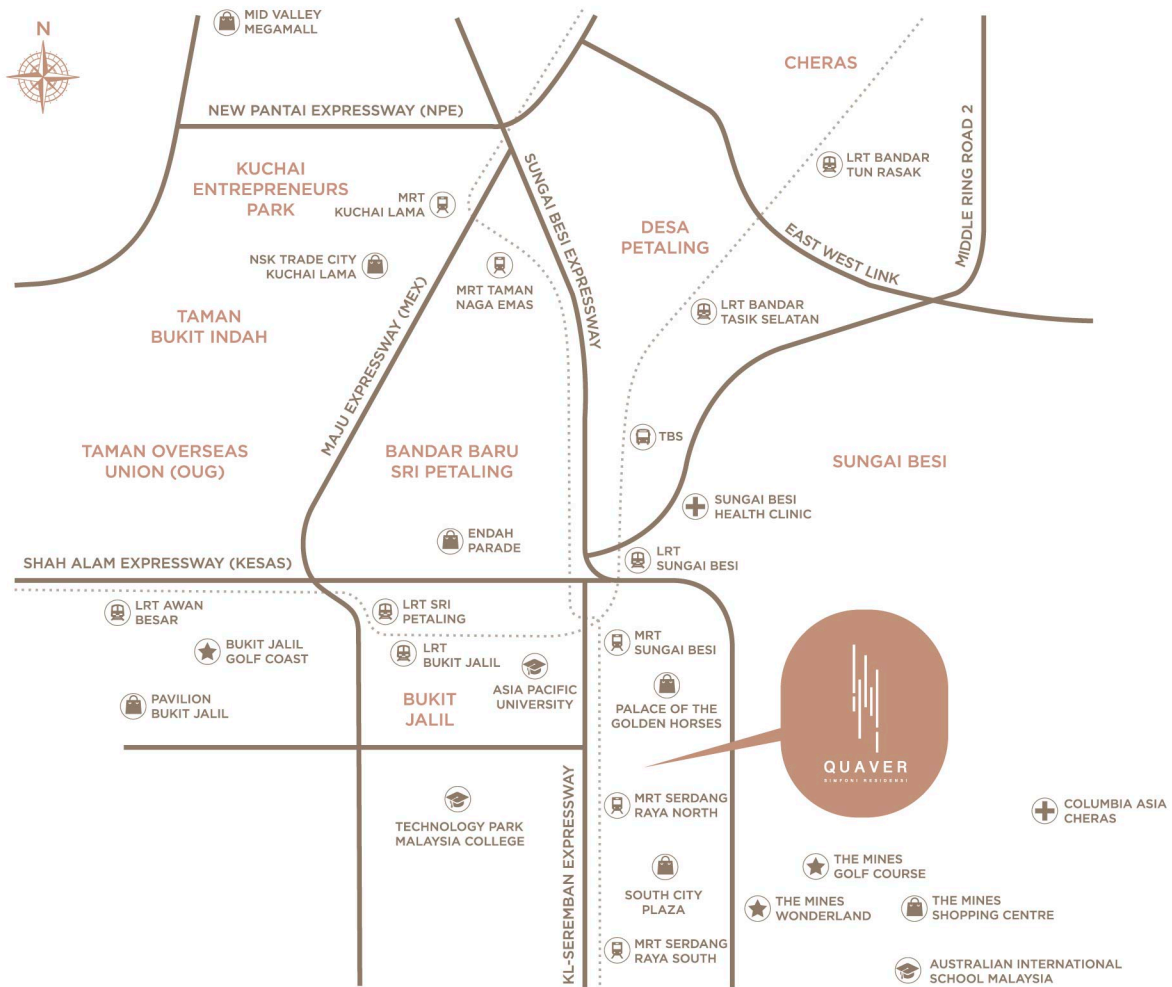 N
MID VALLEY
MEGAMALL
CHERAS
NEW PANTAI EXPRESSWAY (NPE)
MIDDLE RING ROAD 2
KUCHAI
ENTREPRENEURS
PARK
SUNGAI BESI EXPRESSWAY
LRT BANDAR
TUN RASAK
MRT
KUCHAI LAMA
DESA
PETALING
EAST WEST LINK
NSK TRADE CITY
KUCHAI LAMA
MRT TAMAN
NAGA EMAS
LRT BANDAR
TASIK SELATAN
TAMAN
BUKIT INDAH
MAJU EXPRESSWAY (MEX)
TBS
TAMAN OVERSEAS
UNION (OUG)
BANDAR BARU
SRI PETALING
SUNGAI BESI
SUNGAI BESI
HEALTH CLINIC
ENDAH
PARADE
SHAH ALAM EXPRESSWAY (KESAS)
LRT
SUNGAI BESI
LRT AWAN
BESAR
LRT SRI
PETALING
BUKIT JALIL
GOLF COAST
LRT
BUKIT JALIL
MRT
SUNGAI BESI
ASIA PACIFIC
UNIVERSITY
PAVILION
BUKIT JALIL
BUKIT
JALIL
PALACE OF THE
GOLDEN HORSES
QUAVER
SIMFONI RESIDENSI
KL-SEREMBAN EXPRESSWAY
MRT SERDANG
RAYA NORTH
TECHNOLOGY PARK
MALAYSIA COLLEGE
COLUMBIA ASIA
CHERAS
THE MINES
GOLF COURSE
SOUTH CITY
PLAZA
THE MINES
WONDERLAND
THE MINES
SHOPPING CENTRE
MRT SERDANG
RAYA SOUTH
AUSTRALIAN INTERNATIONAL
SCHOOL MALAYSIA